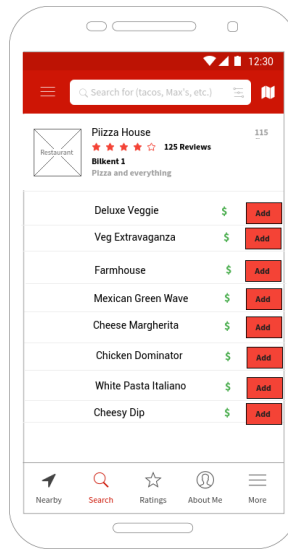 12:30
Search for (tacos, Max's, etc.)
Restaurant
Piizza House
115
125 Reviews
Bilkent 1
Pizza and everything
Deluxe Veggie $ Add
Veg Extravaganza $ Add
Farmhouse $ Add
Mexican Green Wave $ Add
Cheese Margherita $ Add
Chicken Dominator $ Add
White Pasta Italiano $ Add
Cheesy Dip $ Add
Nearby Search Ratings About Me More